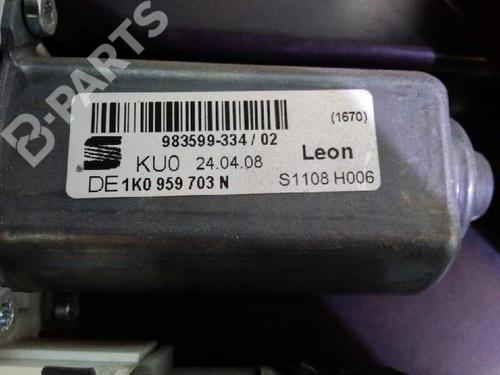 B-PARTS
(1670)
983599-334 / 02
KU0 24.04.08 Leon
DE 1K0 959 703 N S1108 H006